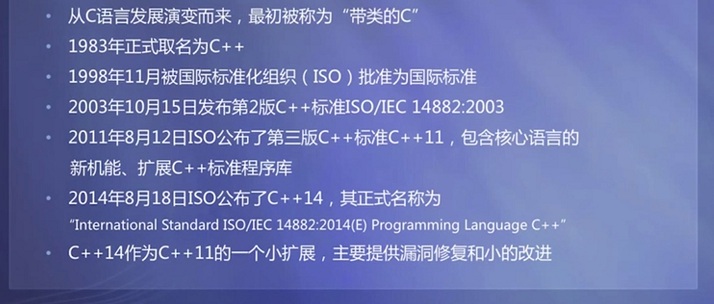 • 从C语言发展演变而来，最初被称为“带类的C”
• 1983年正式取名为C++
• 1998年11月被国际标准化组织（ISO）批准为国际标准
• 2003年10月15日发布第2版C++标准ISO/IEC 14882:2003
• 2011年8月12日ISO公布了第三版C++标准C++11，包含核心语言的
新机能、扩展C++标准程序库
• 2014年8月18日ISO公布了C++14，其正式名称为
“International Standard ISO/IEC 14882:2014(E) Programming Language C++”
• C++14作为C++11的一个小扩展，主要提供漏洞修复和小的改进